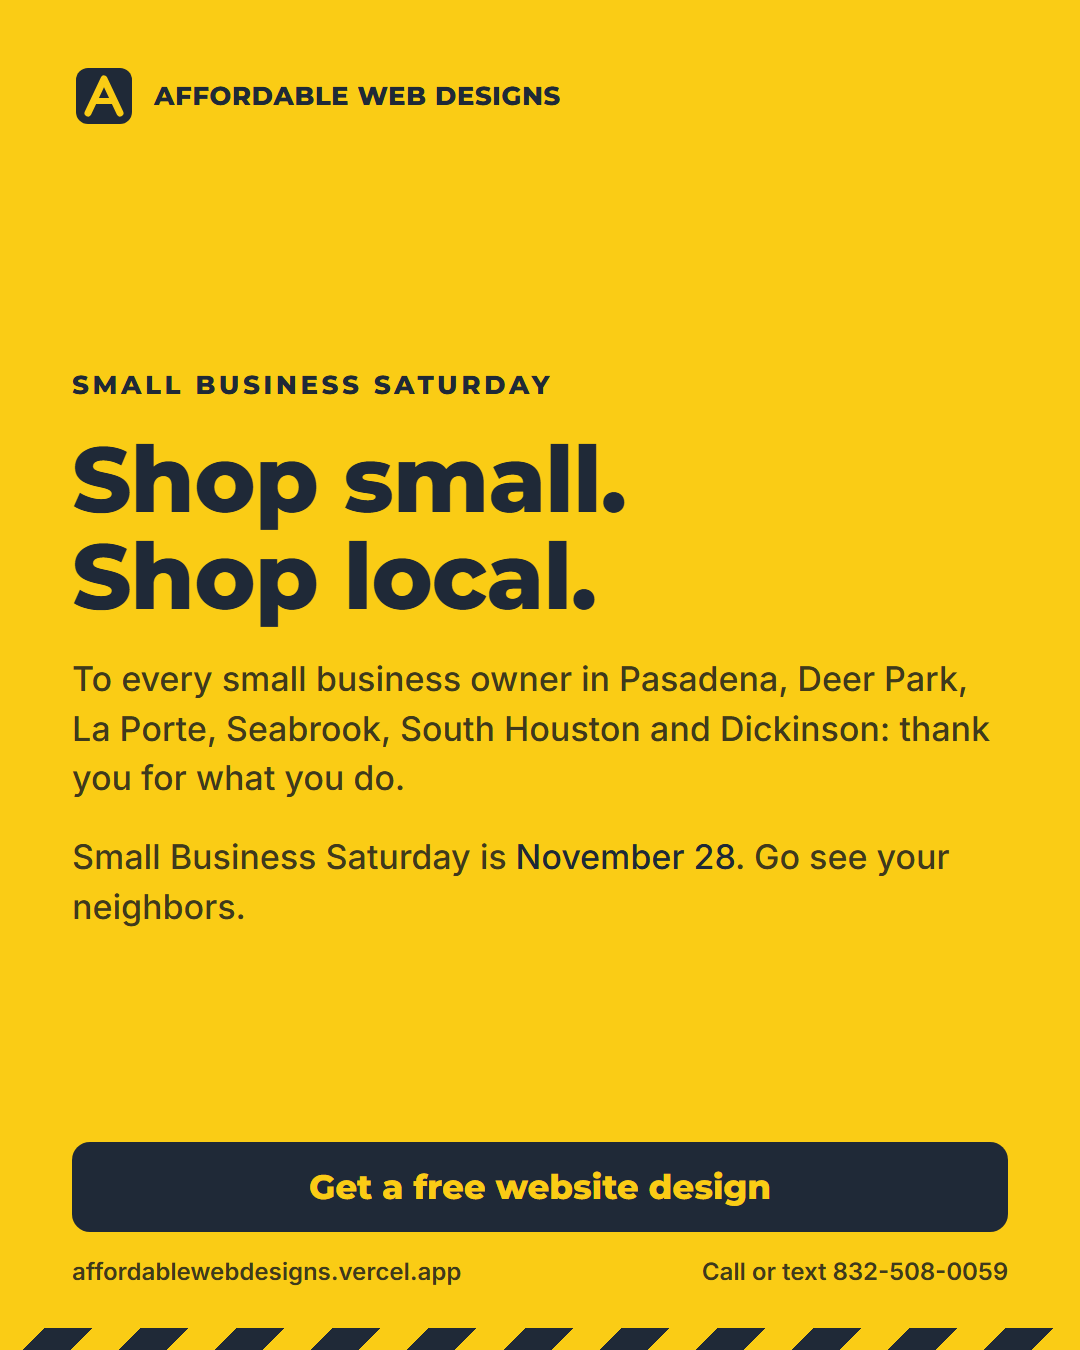 A AFFORDABLE WEB DESIGNS
SMALL BUSINESS SATURDAY
Shop small.
Shop local.
To every small business owner in Pasadena, Deer Park,
La Porte, Seabrook, South Houston and Dickinson: thank
you for what you do.
Small Business Saturday is November 28. Go see your
neighbors.
Get a free website design
affordablewebdesigns.vercel.app
Call or text 832-508-0059